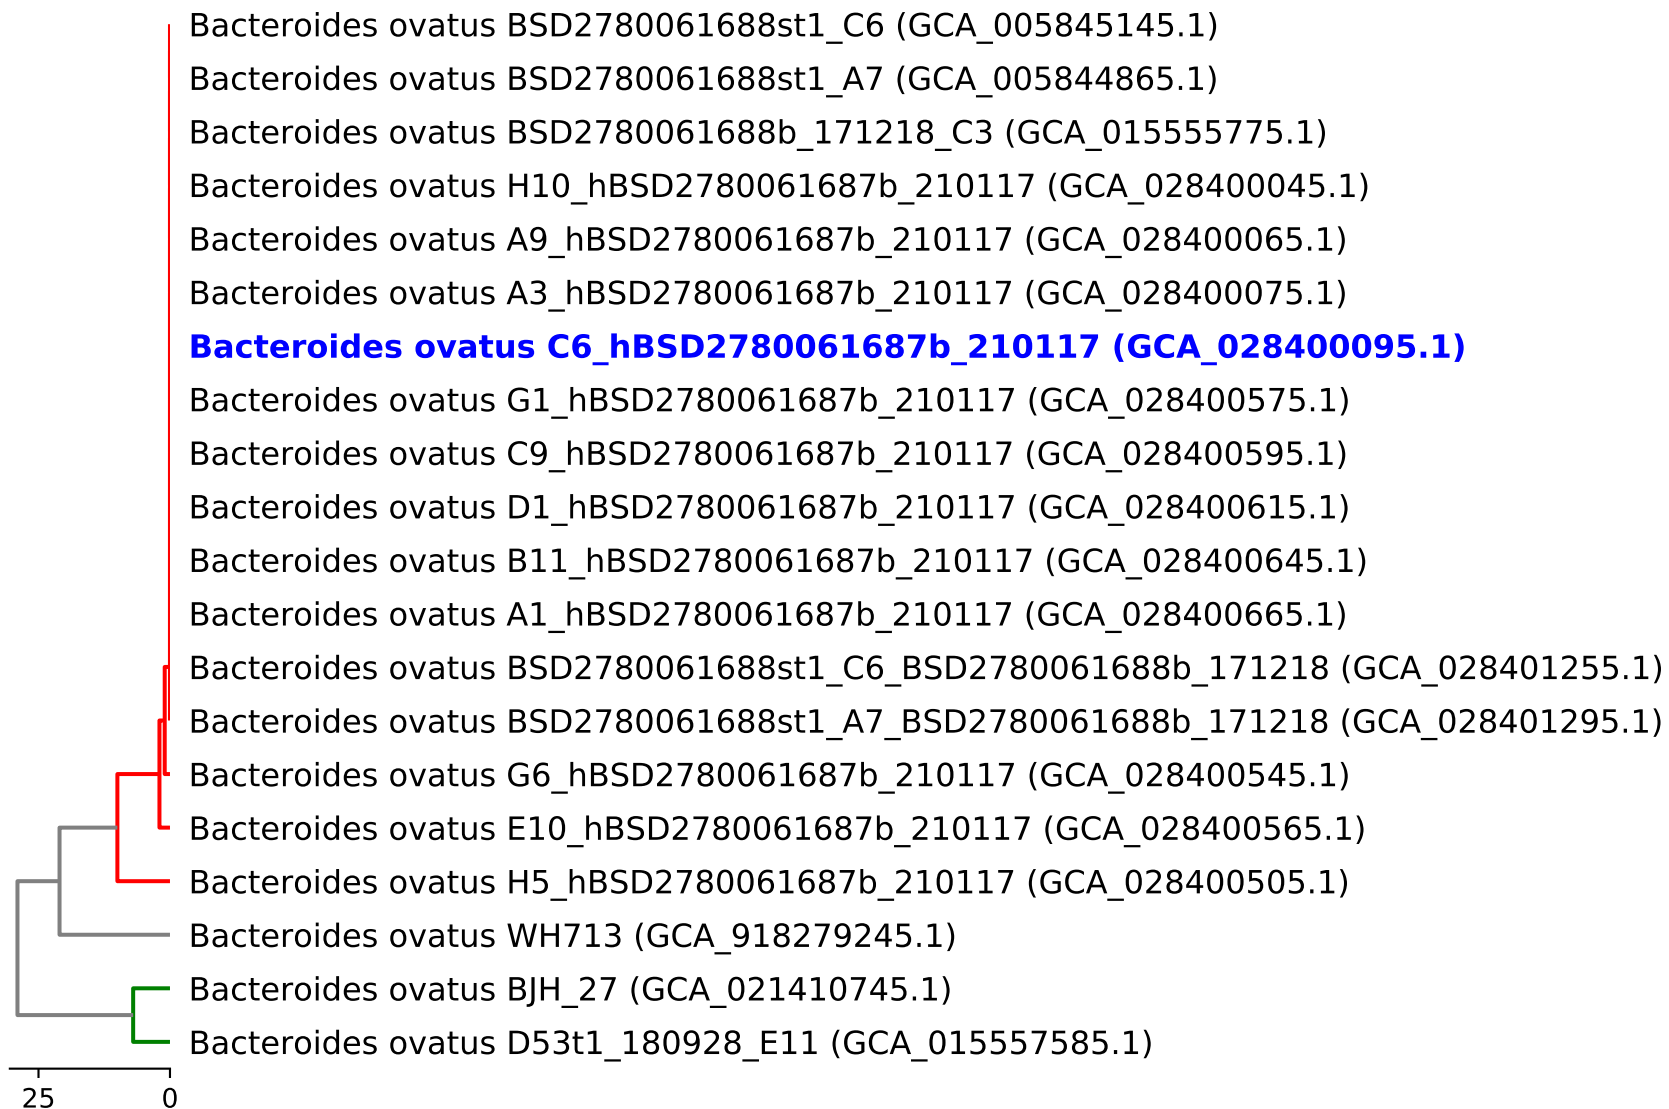 Bacteroides ovatus BSD2780061688st1_C6 (GCA_005845145.1)
Bacteroides ovatus BSD2780061688st1_A7 (GCA_005844865.1)
Bacteroides ovatus BSD2780061688b_171218_C3 (GCA_015555775.1)
Bacteroides ovatus H10_hBSD2780061687b_210117 (GCA_028400045.1)
Bacteroides ovatus A9_hBSD2780061687b_210117 (GCA_028400065.1)
Bacteroides ovatus A3_hBSD2780061687b_210117 (GCA_028400075.1)
Bacteroides ovatus C6_hBSD2780061687b_210117 (GCA_028400095.1)
Bacteroides ovatus G1_hBSD2780061687b_210117 (GCA_028400575.1)
Bacteroides ovatus C9_hBSD2780061687b_210117 (GCA_028400595.1)
Bacteroides ovatus D1_hBSD2780061687b_210117 (GCA_028400615.1)
Bacteroides ovatus B11_hBSD2780061687b_210117 (GCA_028400645.1)
Bacteroides ovatus A1_hBSD2780061687b_210117 (GCA_028400665.1)
Bacteroides ovatus BSD2780061688st1_C6_BSD2780061688b_171218 (GCA_028401255.1)
Bacteroides ovatus BSD2780061688st1_A7_BSD2780061688b_171218 (GCA_028401295.1)
Bacteroides ovatus G6_hBSD2780061687b_210117 (GCA_028400545.1)
Bacteroides ovatus E10_hBSD2780061687b_210117 (GCA_028400565.1)
Bacteroides ovatus H5_hBSD2780061687b_210117 (GCA_028400505.1)
Bacteroides ovatus WH713 (GCA_918279245.1)
Bacteroides ovatus BJH_27 (GCA_021410745.1)
Bacteroides ovatus D53t1_180928_E11 (GCA_015557585.1)
25 0